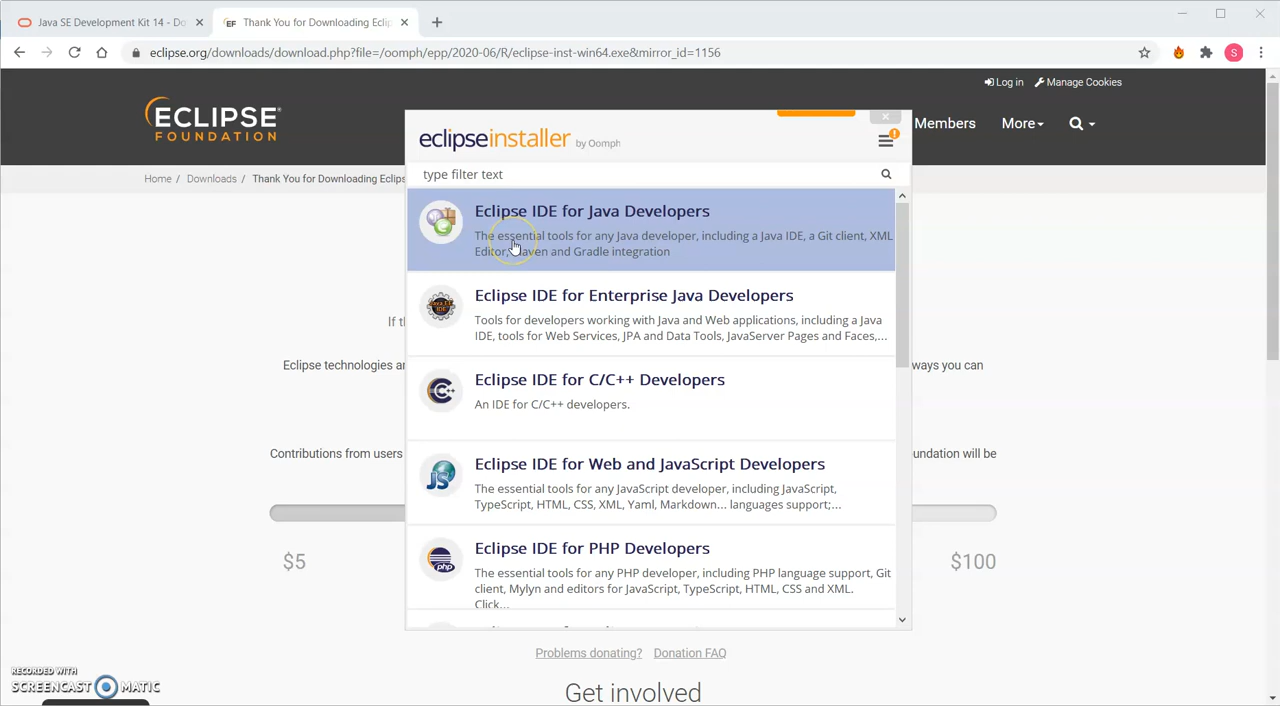 Java SE Development Kit 14 - Do
EF Thank You for Downloading Eclip
eclipse.org/downloads/download.php?file=/oomph/epp/2020-06/R/eclipse-inst-win64.exe&mirror_id=1156
S
Log in Manage Cookies
ECLIPSE
FOUNDATION
Members More
Home / Downloads / Thank You for Downloading Eclips
eclipseinstaller by Oomph
type filter text
Eclipse IDE for Java Developers
The essential tools for any Java developer, including a Java IDE, a Git client, XML
Editor, Maven and Gradle integration
If th
Eclipse IDE for Enterprise Java Developers
Tools for developers working with Java and Web applications, including a Java
IDE, tools for Web Services, JPA and Data Tools, JavaServer Pages and Faces,...
Eclipse technologies ar
ways you can
Eclipse IDE for C/C++ Developers
An IDE for C/C++ developers.
Contributions from users
undation will be
Eclipse IDE for Web and JavaScript Developers
The essential tools for any JavaScript developer, including JavaScript,
TypeScript, HTML, CSS, XML, Yaml, Markdown... languages support;...
$5
$100
Eclipse IDE for PHP Developers
The essential tools for any PHP developer, including PHP language support, Git
client, Mylyn and editors for JavaScript, TypeScript, HTML, CSS and XML.
Click...
Problems donating? Donation FAQ
Get involved
RECORDED WITH
SCREENCAST MATIC